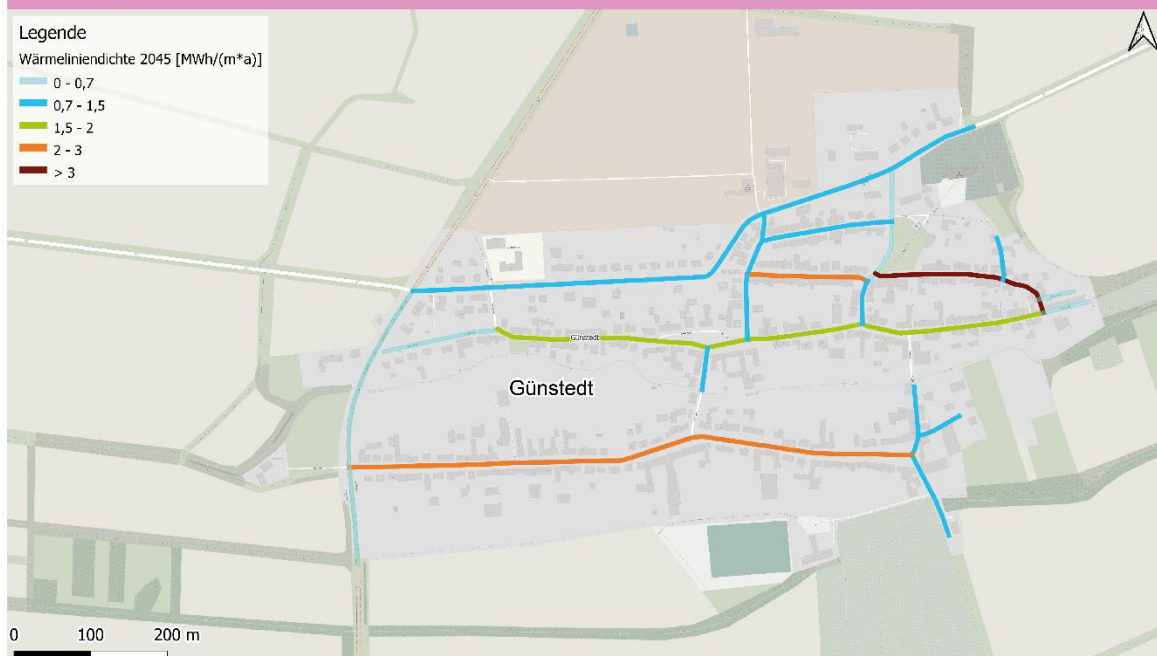 Legende
Wärmeliniendichte 2045 [MWh/(m*a)]
0 - 0,7
0,7 - 1,5
1,5 - 2
2 - 3
> 3
Günstedt
Günstedt
0 100 200 m